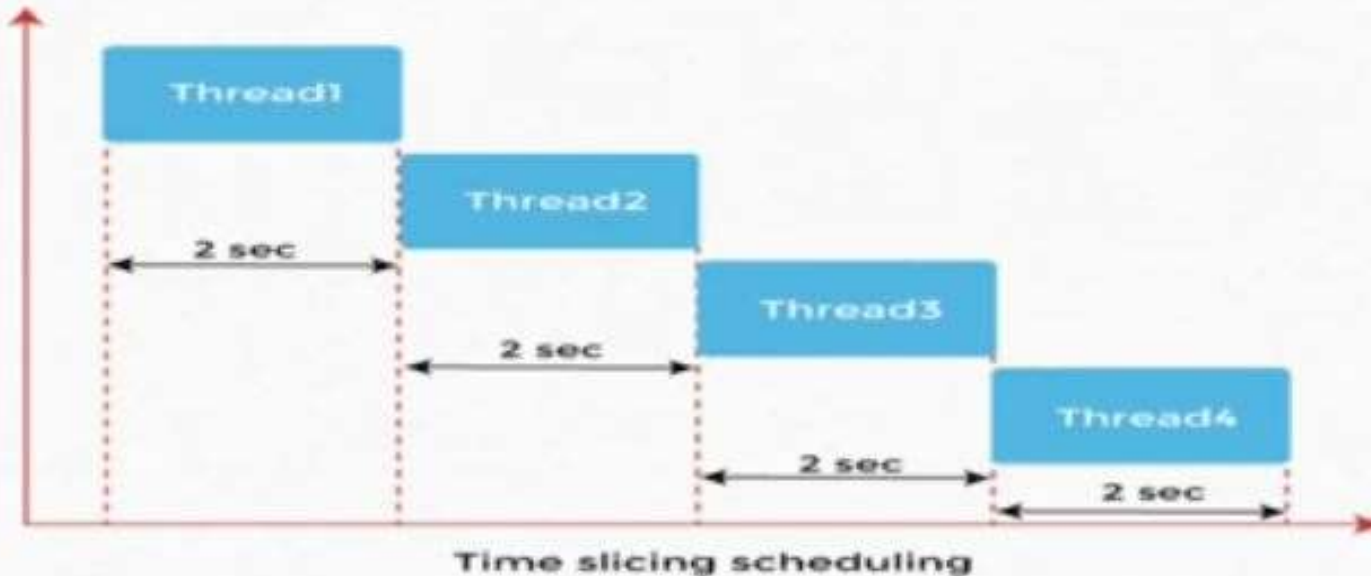 Thread1
Thread2
2 sec
Thread3
2 sec
Thread4
2 sec
2 sec
Time slicing scheduling